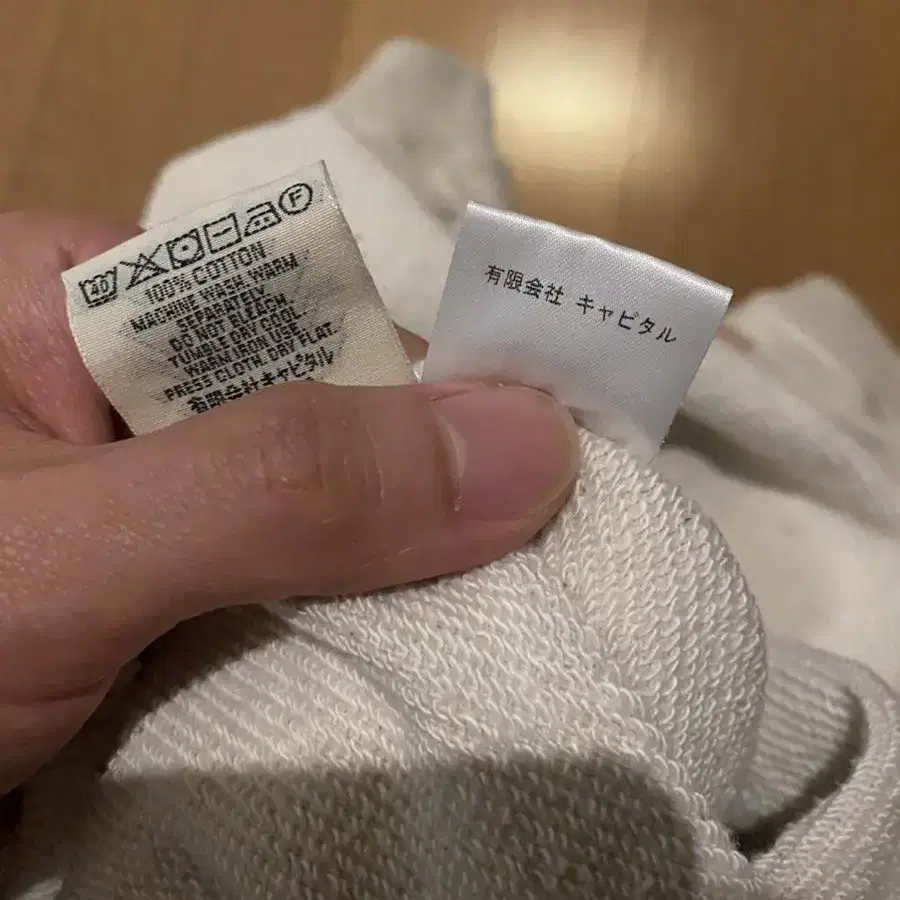 40 F
100% COTTON
MACHINE WASH. WARM
SEPARATELY.
DO NOT BLEACH.
TUMBLE DRY COOL.
WARM IRON USE
PRESS CLOTH. DRY FLAT.
有限会社キャピタル
有限会社 キャピタル